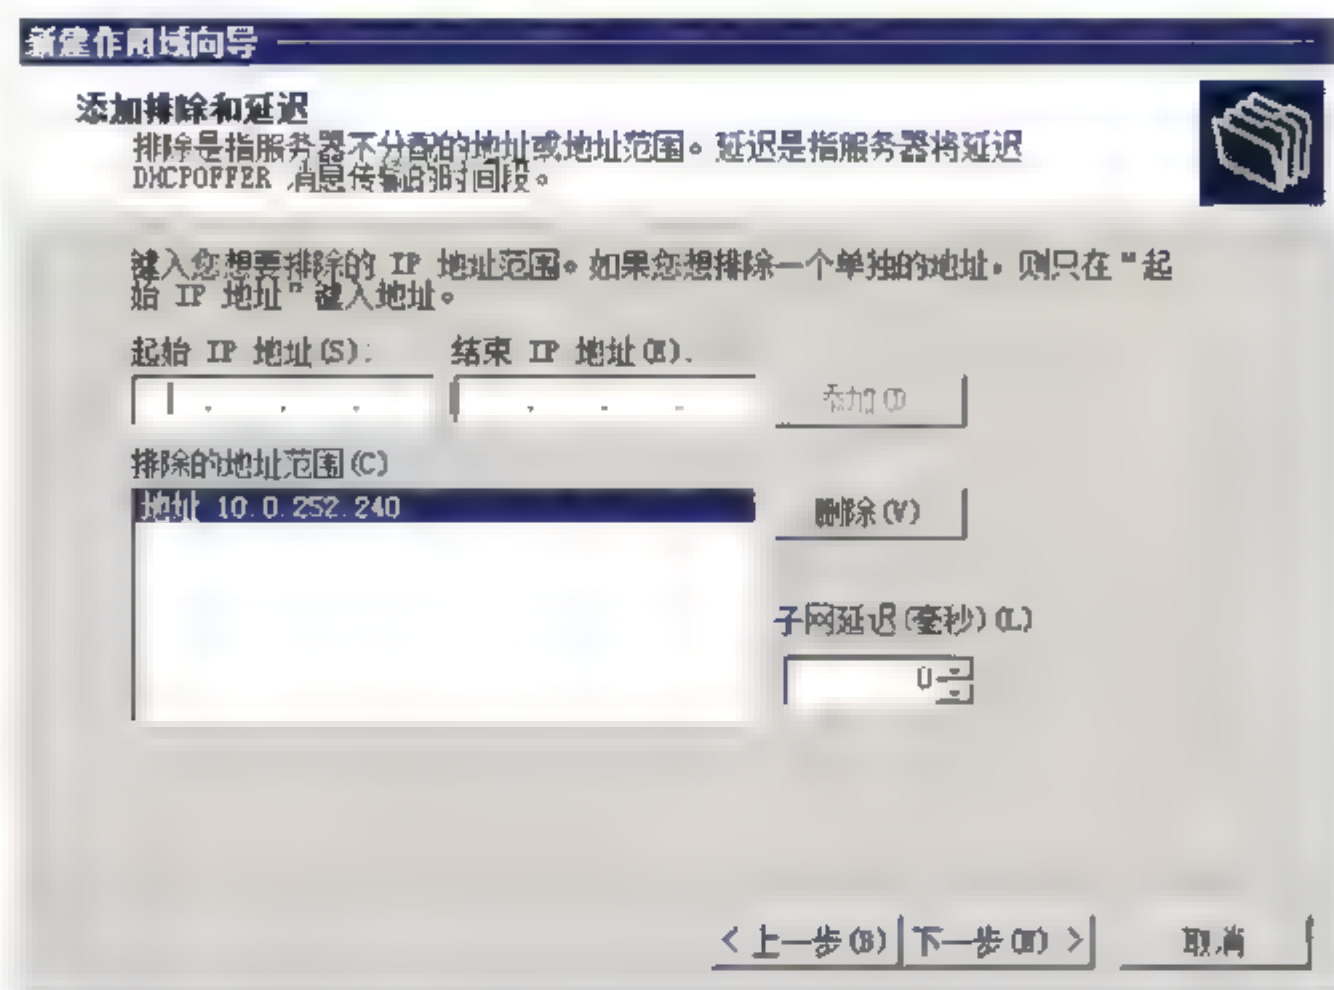 新建作用域向导
添加排除和延迟
排除是指服务器不分配的地址或地址范围。延迟是指服务器将延迟
DHCPOFFER 消息传输的时间段。
键入您想要排除的 IP 地址范围。如果您想排除一个单独的地址，则只在"起
始 IP 地址"键入地址。
起始 IP 地址(S): 结束 IP 地址(E):
. . . . . . 添加(D)
排除的地址范围(C)
地址 10.0.252.240 删除(V)
子网延迟(毫秒)(L)
0
< 上一步(B) 下一步(N) > 取消